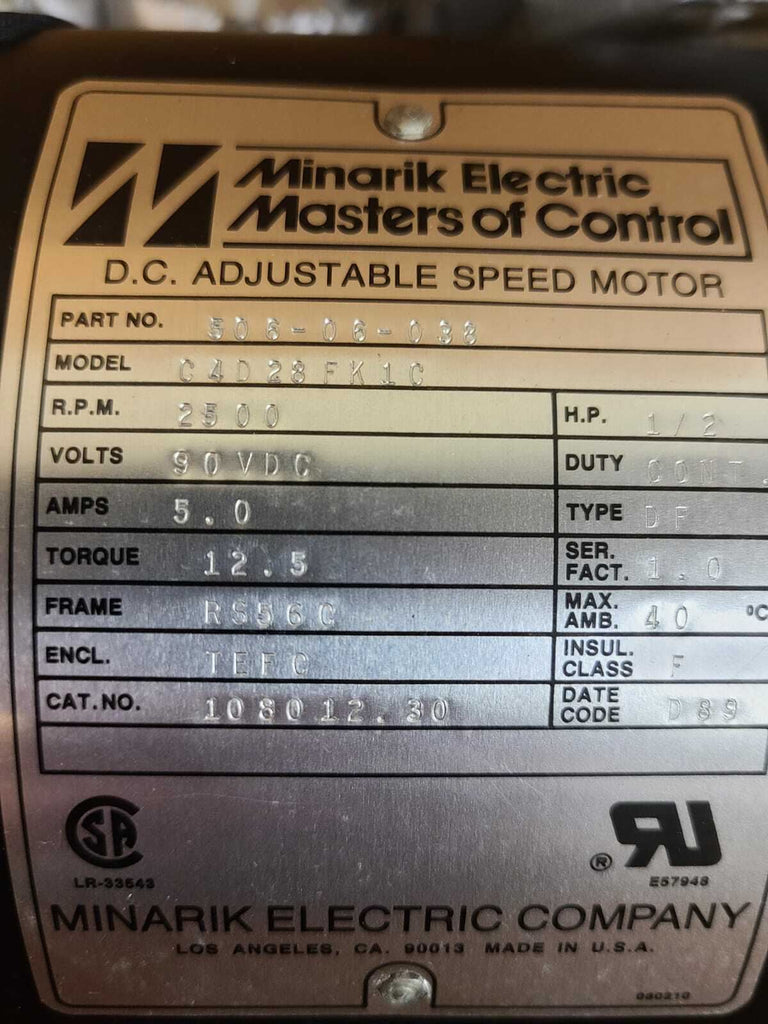 Minarik Electric
Masters of Control
D.C. ADJUSTABLE SPEED MOTOR
PART NO. 506-06-038
MODEL C4D28FK1C
R.P.M. 2500 H.P. 1/2
VOLTS 90VDC DUTY CONT.
AMPS 5.0 TYPE DF
TORQUE 12.5 SER. FACT. 1.0
FRAME RS56C MAX. AMB. 40 °C
ENCL. TEFC INSUL. CLASS F
CAT.NO. 108012.30 DATE CODE D89
LR-33543
® E57948
MINARIK ELECTRIC COMPANY
LOS ANGELES, CA. 90013 MADE IN U.S.A.
030210